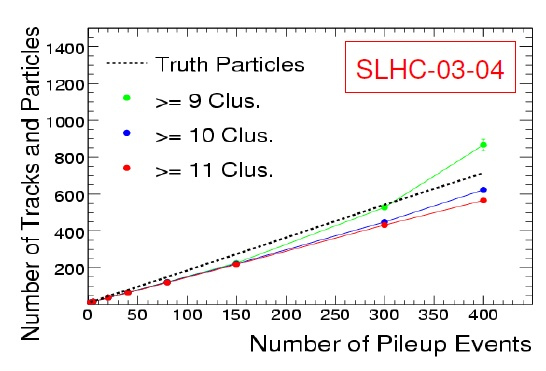 Number of Tracks and Particles
1400
1200
1000
800
600
400
200
Truth Particles
>= 9 Clus.
>= 10 Clus.
>= 11 Clus.
SLHC-03-04
0 50 100 150 200 250 300 350 400
Number of Pileup Events